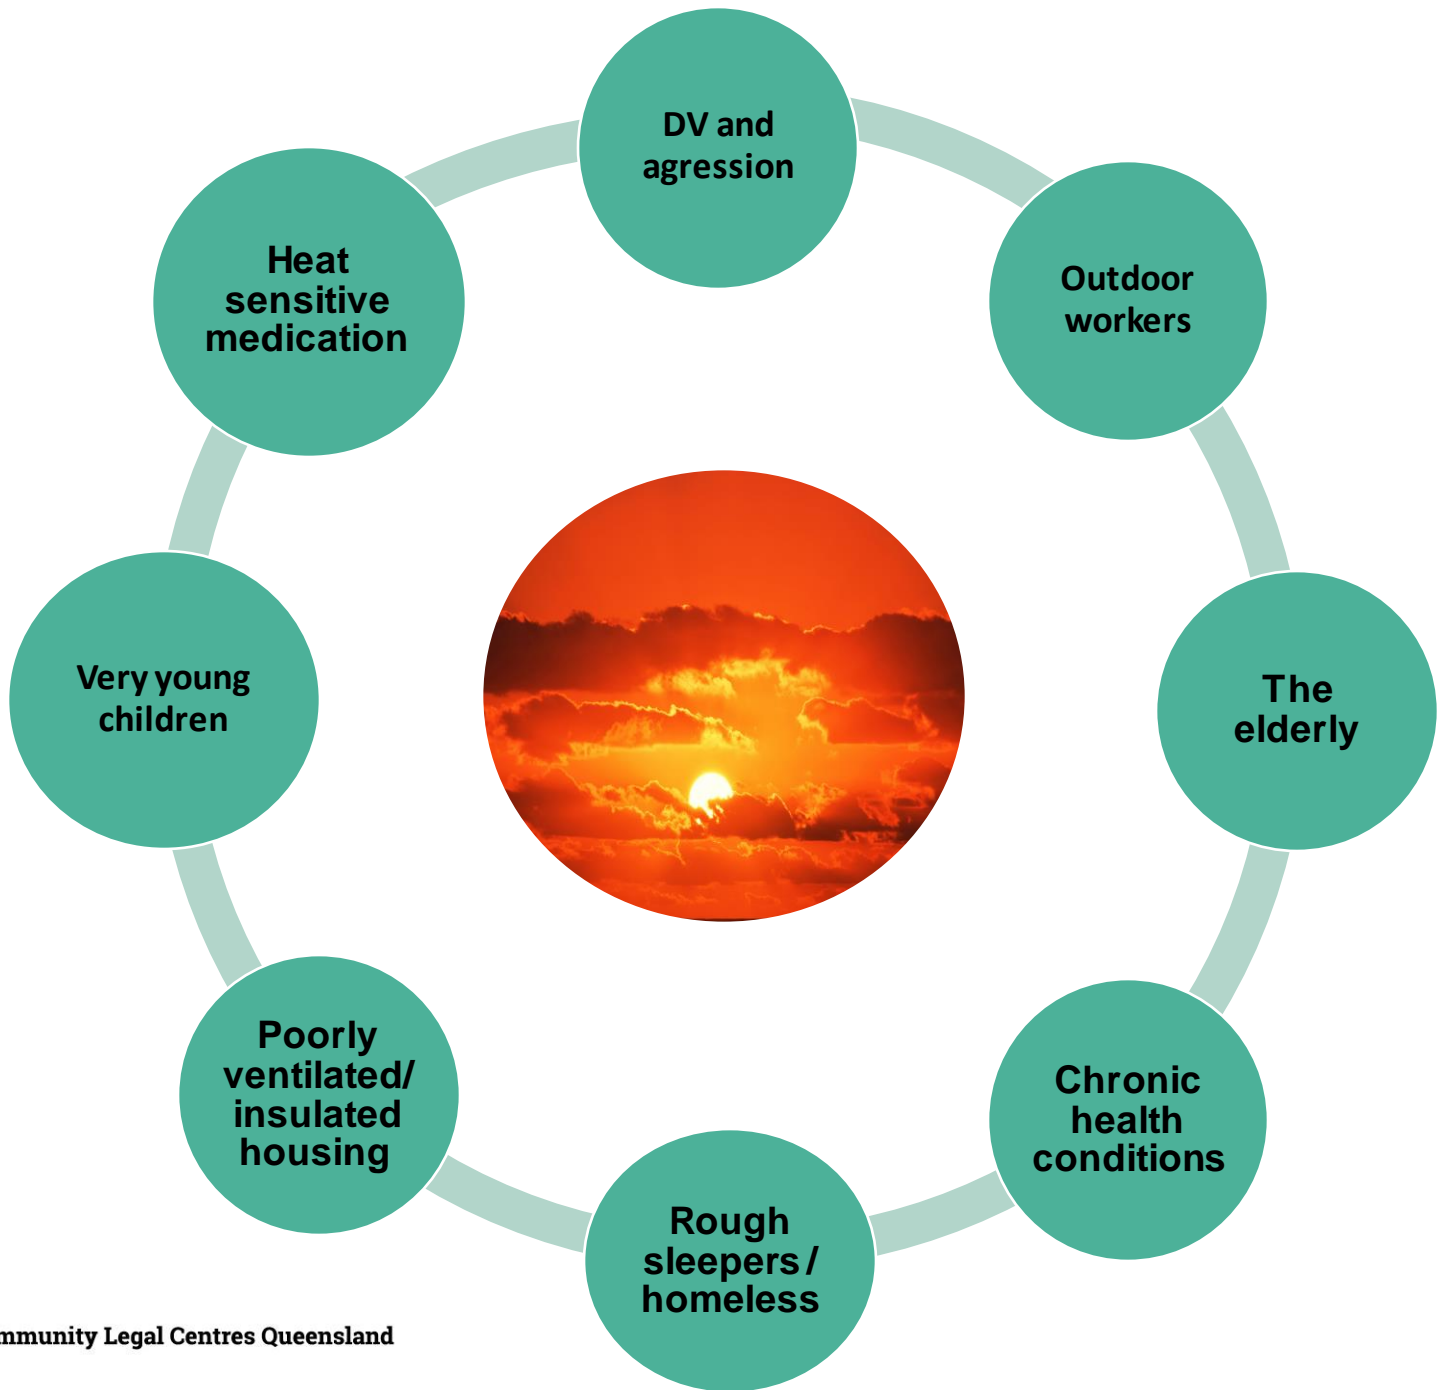 DV and
agression
Outdoor
workers
The
elderly
Chronic
health
conditions
Rough
sleepers /
homeless
Poorly
ventilated/
insulated
housing
Very young
children
Heat
sensitive
medication
mmunity Legal Centres Queensland